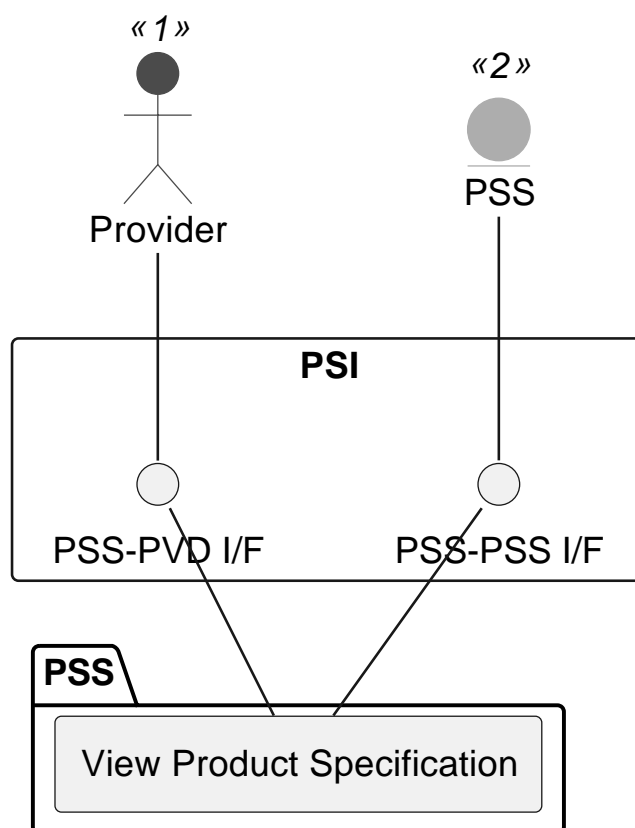 «1»
«2»
Provider
PSS
PSI
PSS-PVD I/F
PSS-PSS I/F
PSS
View Product Specification